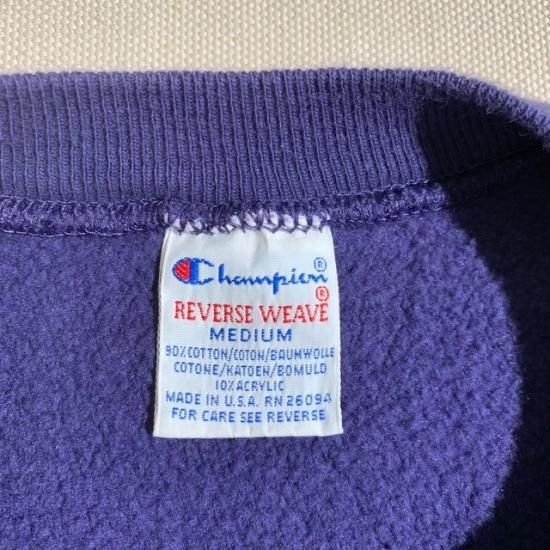 Champion®
REVERSE WEAVE®
MEDIUM
90% COTTON/COTON/BAUMWOLLE
COTONE/KATOEN/BOMULD
10% ACRYLIC
MADE IN U.S.A. RN 26094
FOR CARE SEE REVERSE